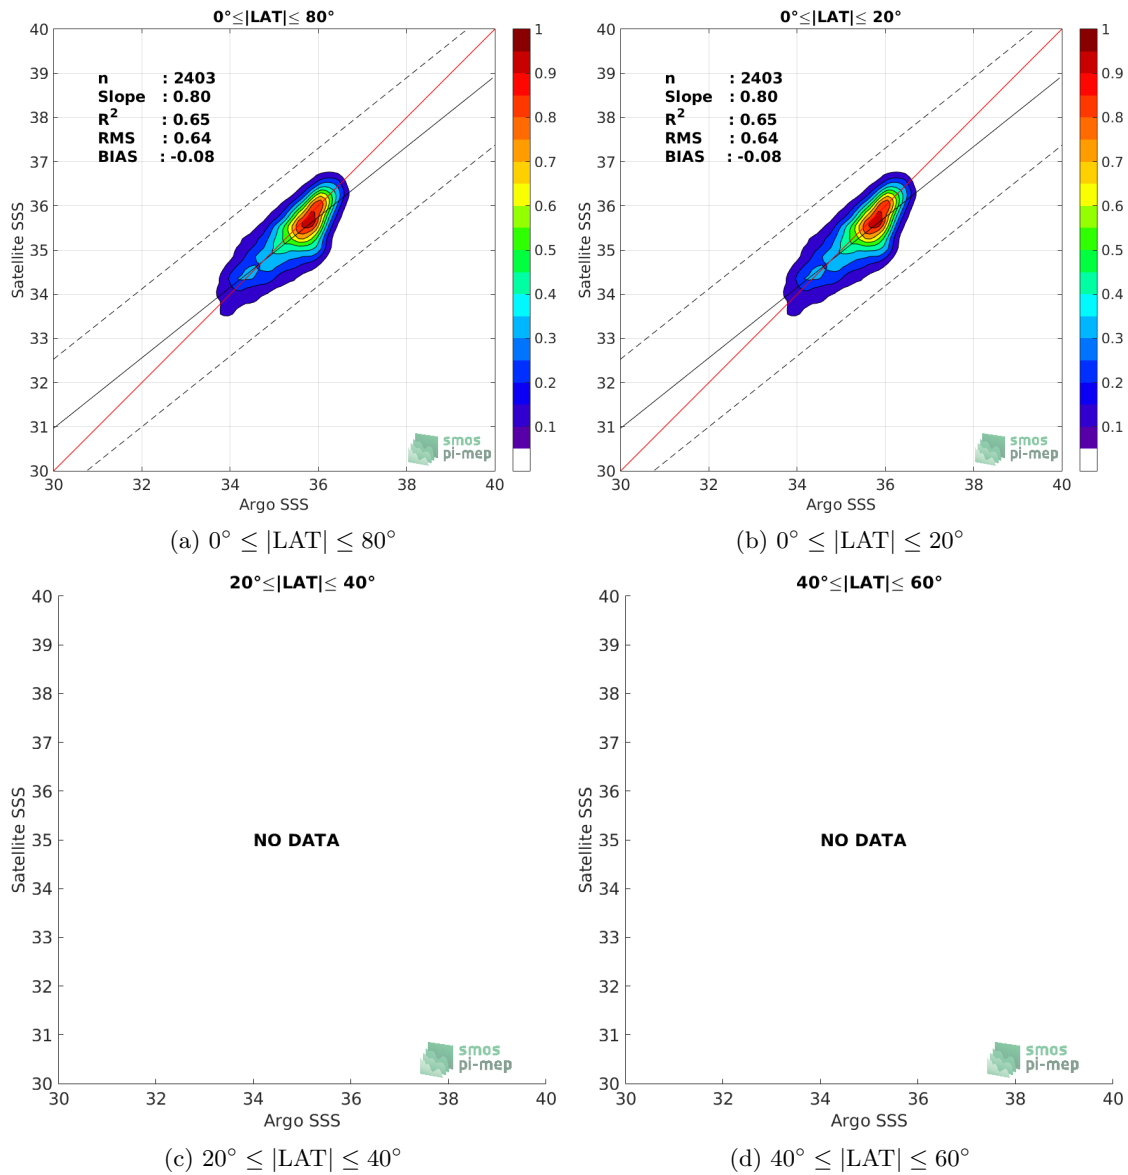 0°≤|LAT|≤ 80°
40
39
38
37
36
35
34
33
32
31
30
Satellite SSS
n : 2403
Slope : 0.80
R2 : 0.65
RMS : 0.64
BIAS : -0.08
1
0.9
0.8
0.7
0.6
0.5
0.4
0.3
0.2
0.1
smos
pi-mep
30 32 34 36 38 40
Argo SSS
(a) 0° ≤ |LAT| ≤ 80°
0°≤|LAT|≤ 20°
40
39
38
37
36
35
34
33
32
31
30
Satellite SSS
n : 2403
Slope : 0.80
R2 : 0.65
RMS : 0.64
BIAS : -0.08
1
0.9
0.8
0.7
0.6
0.5
0.4
0.3
0.2
0.1
smos
pi-mep
30 32 34 36 38 40
Argo SSS
(b) 0° ≤ |LAT| ≤ 20°
20°≤|LAT|≤ 40°
40
39
38
37
36
35
34
33
32
31
30
Satellite SSS
NO DATA
smos
pi-mep
30 32 34 36 38 40
Argo SSS
(c) 20° ≤ |LAT| ≤ 40°
40°≤|LAT|≤ 60°
40
39
38
37
36
35
34
33
32
31
30
Satellite SSS
NO DATA
smos
pi-mep
30 32 34 36 38 40
Argo SSS
(d) 40° ≤ |LAT| ≤ 60°